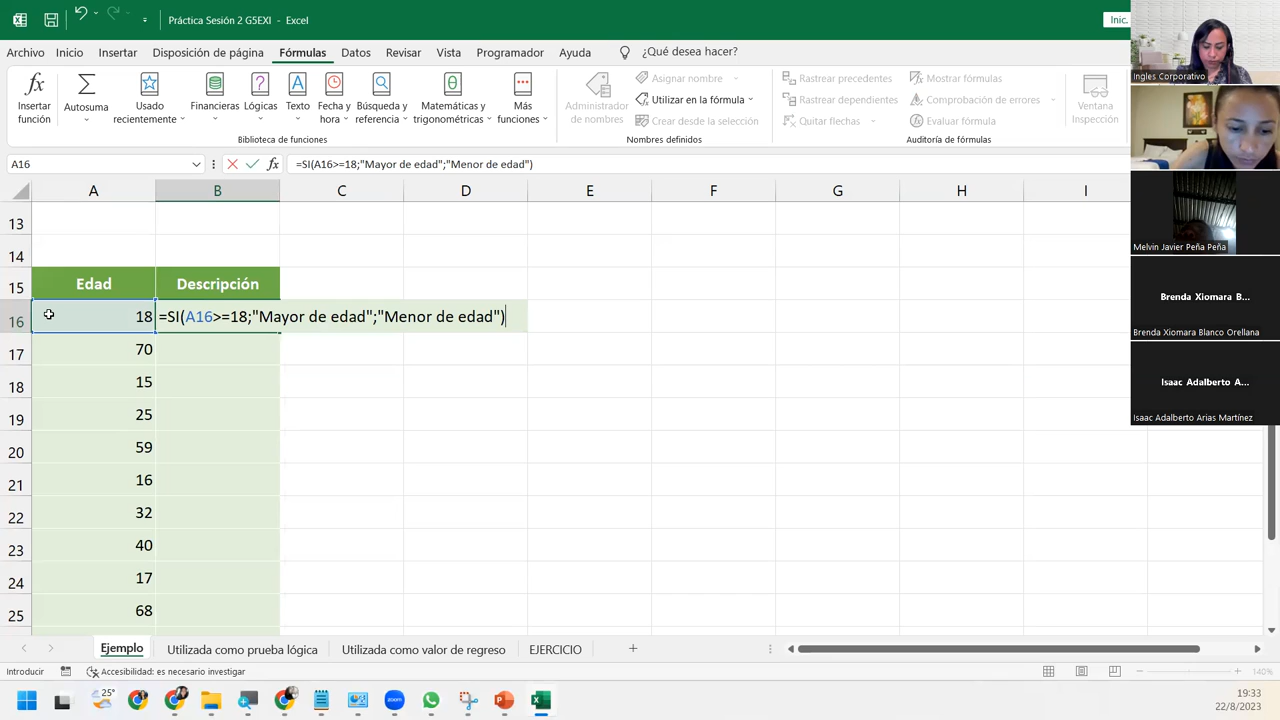 Práctica Sesión 2 G5EXI - Excel
Inic.
Archivo Inicio Insertar Disposición de página Fórmulas Datos Revisar Vista Programador Ayuda ¿Qué desea hacer?
Insertar función
Autosuma
Usado recientemente
Financieras
Lógicas
Texto
Fecha y hora
Búsqueda y referencia
Matemáticas y trigonométricas
Más funciones
Biblioteca de funciones
Administrador de nombres
Asignar nombre
Utilizar en la fórmula
Crear desde la selección
Nombres definidos
Rastrear precedentes
Rastrear dependientes
Quitar flechas
Mostrar fórmulas
Comprobación de errores
Evaluar fórmula
Auditoría de fórmulas
Ventana Inspección
A16 fx =SI(A16>=18;"Mayor de edad";"Menor de edad")
A B C D E F G H I
13
14
15 Edad Descripción
16 18 =SI(A16>=18;"Mayor de edad";"Menor de edad")
17 70
18 15
19 25
20 59
21 16
22 32
23 40
24 17
25 68
Ejemplo Utilizada como prueba lógica Utilizada como valor de regreso EJERCICIO
Introducir Accesibilidad: es necesario investigar 140%
25°
19:33
22/8/2023
Ingles Corporativo
Melvin Javier Peña Peña
Brenda Xiomara B...
Brenda Xiomara Blanco Orellana
Isaac Adalberto A...
Isaac Adalberto Arias Martínez